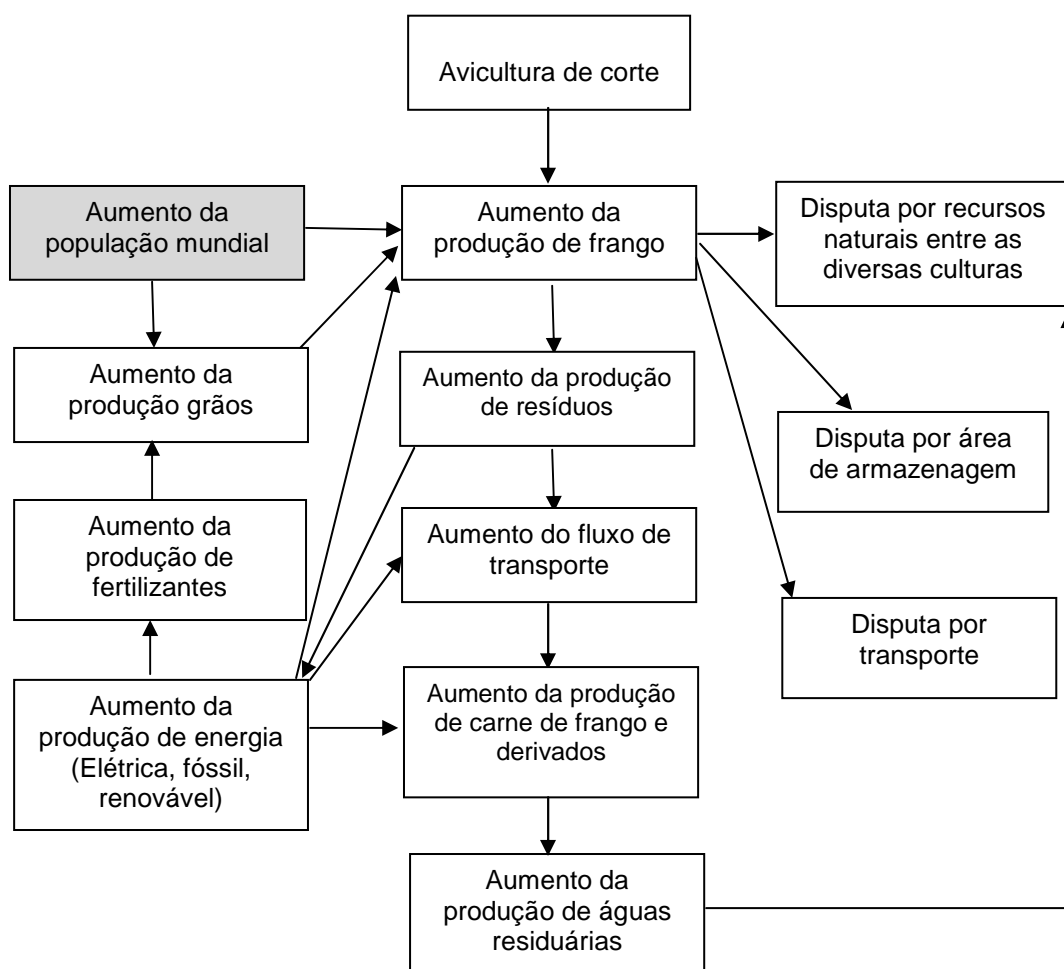 Avicultura de corte
Aumento da
população mundial
Aumento da
produção de frango
Disputa por recursos
naturais entre as
diversas culturas
Aumento da
produção grãos
Aumento da produção
de resíduos
Disputa por área
de armazenagem
Aumento da
produção de
fertilizantes
Aumento do fluxo de
transporte
Disputa por
transporte
Aumento da
produção de energia
(Elétrica, fóssil,
renovável)
Aumento da produção
de carne de frango e
derivados
Aumento da
produção de águas
residuárias